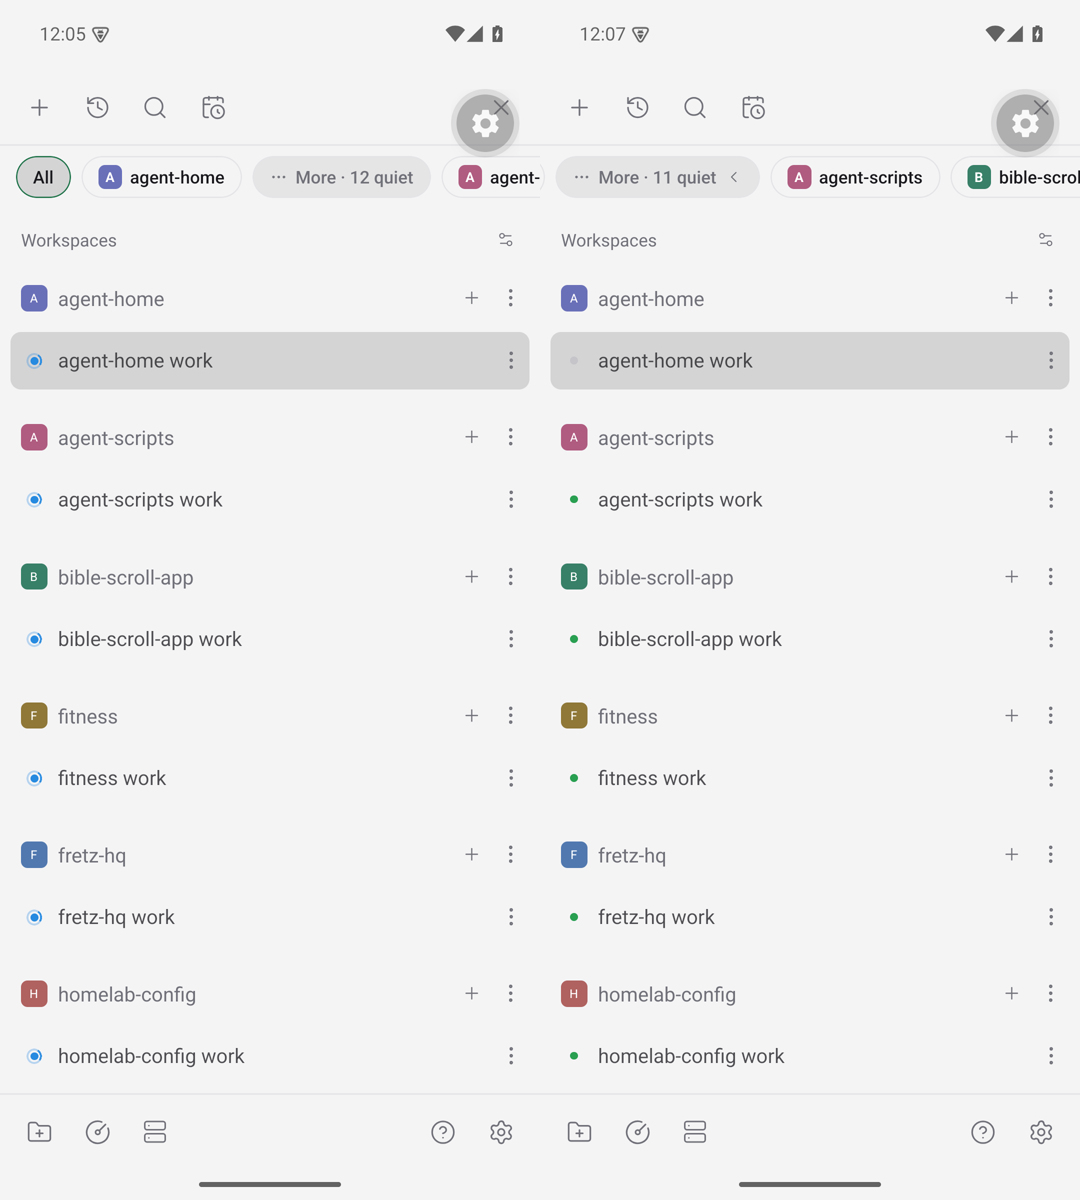 12:05
All
A agent-home
··· More · 12 quiet
A agent-
Workspaces
A agent-home
agent-home work
A agent-scripts
agent-scripts work
B bible-scroll-app
bible-scroll-app work
F fitness
fitness work
F fretz-hq
fretz-hq work
H homelab-config
homelab-config work
12:07
··· More · 11 quiet
A agent-scripts
B bible-scrol
Workspaces
A agent-home
agent-home work
A agent-scripts
agent-scripts work
B bible-scroll-app
bible-scroll-app work
F fitness
fitness work
F fretz-hq
fretz-hq work
H homelab-config
homelab-config work